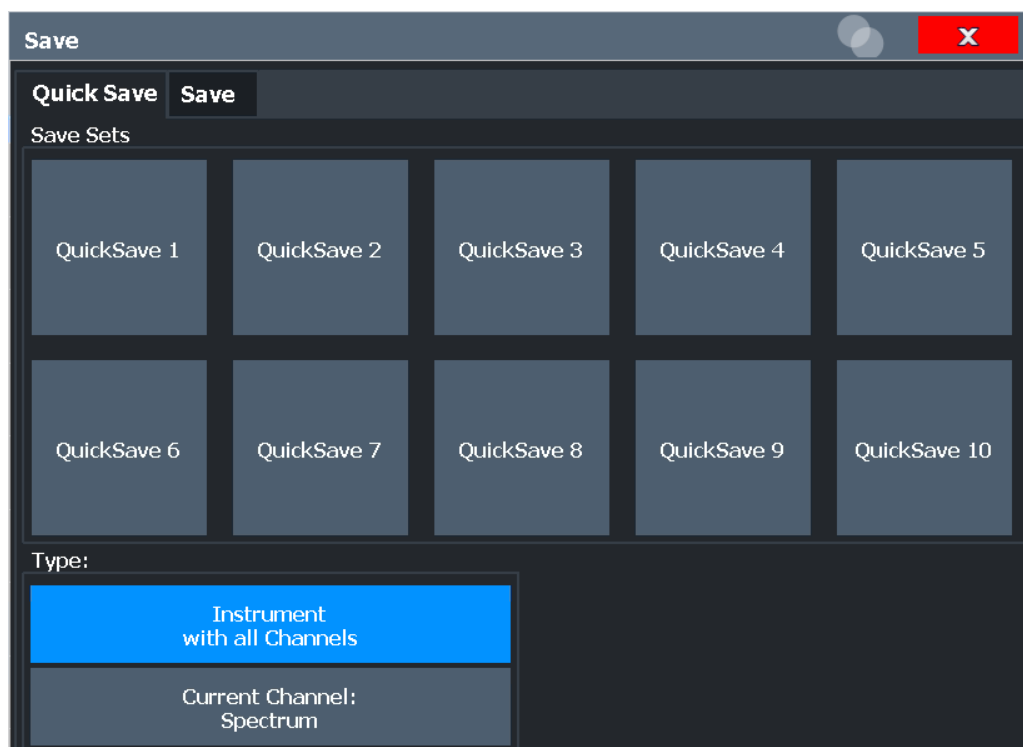 Save
X
Quick Save Save
Save Sets
QuickSave 1 QuickSave 2 QuickSave 3 QuickSave 4 QuickSave 5
QuickSave 6 QuickSave 7 QuickSave 8 QuickSave 9 QuickSave 10
Type:
Instrument
with all Channels
Current Channel:
Spectrum